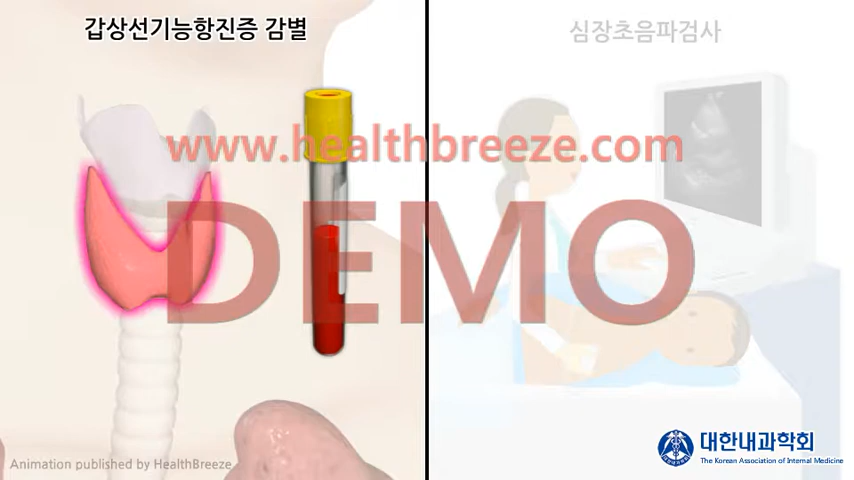 갑상선기능항진증 감별
심장초음파검사
www.healthbreeze.com
DEMO
대한내과학회
The Korean Association of Internal Medicine
Animation published by HealthBreeze